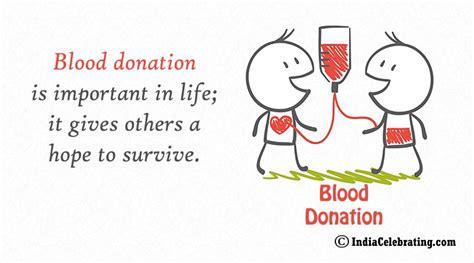 Blood donation
is important in life;
it gives others a
hope to survive.
Blood
Donation
© IndiaCelebrating.com